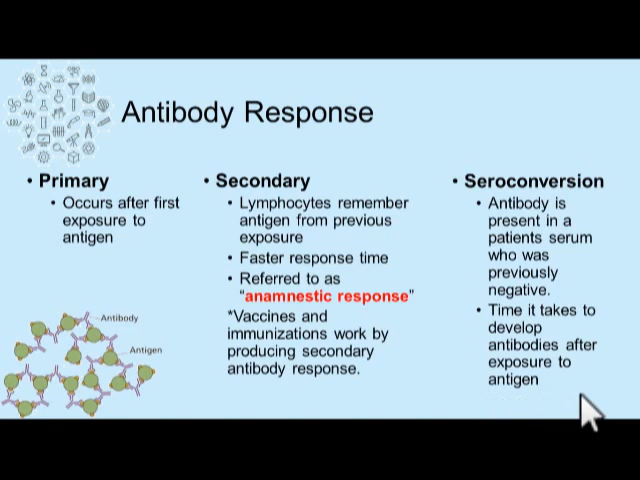 Antibody Response
• Primary
• Occurs after first
exposure to
antigen
• Secondary
• Lymphocytes remember
antigen from previous
exposure
• Faster response time
• Referred to as
"anamnestic response"
*Vaccines and
immunizations work by
producing secondary
antibody response.
• Seroconversion
• Antibody is
present in a
patients serum
who was
previously
negative.
• Time it takes to
develop
antibodies after
exposure to
antigen
Antibody
Antigen